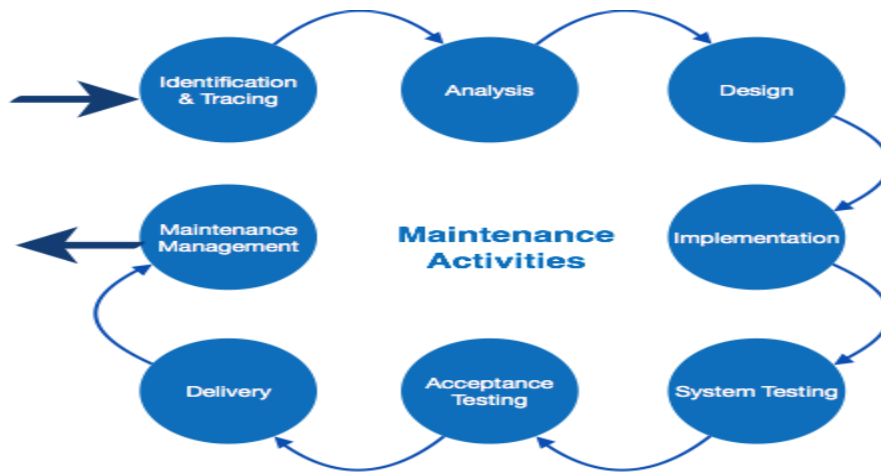 Identification
& Tracing
Analysis
Design
Maintenance
Management
Maintenance
Activities
Implementation
Delivery
Acceptance
Testing
System Testing